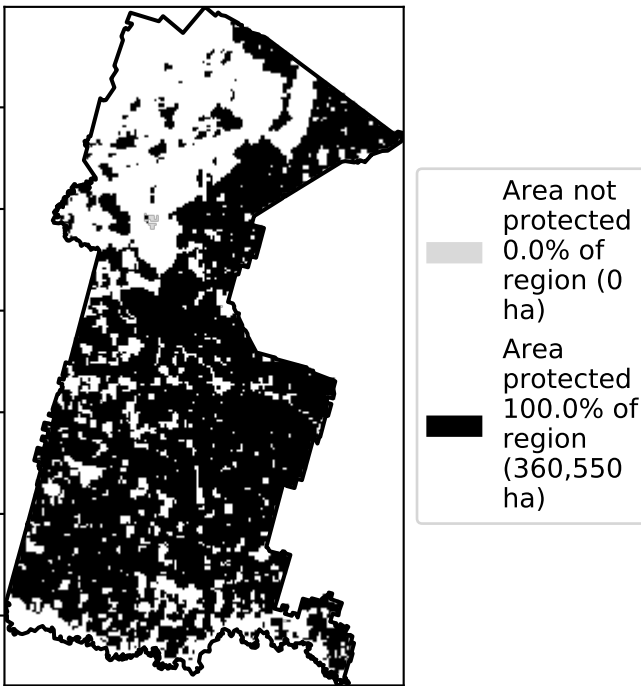 Area not
protected
0.0% of
region (0
ha)
Area
protected
100.0% of
region
(360,550
ha)